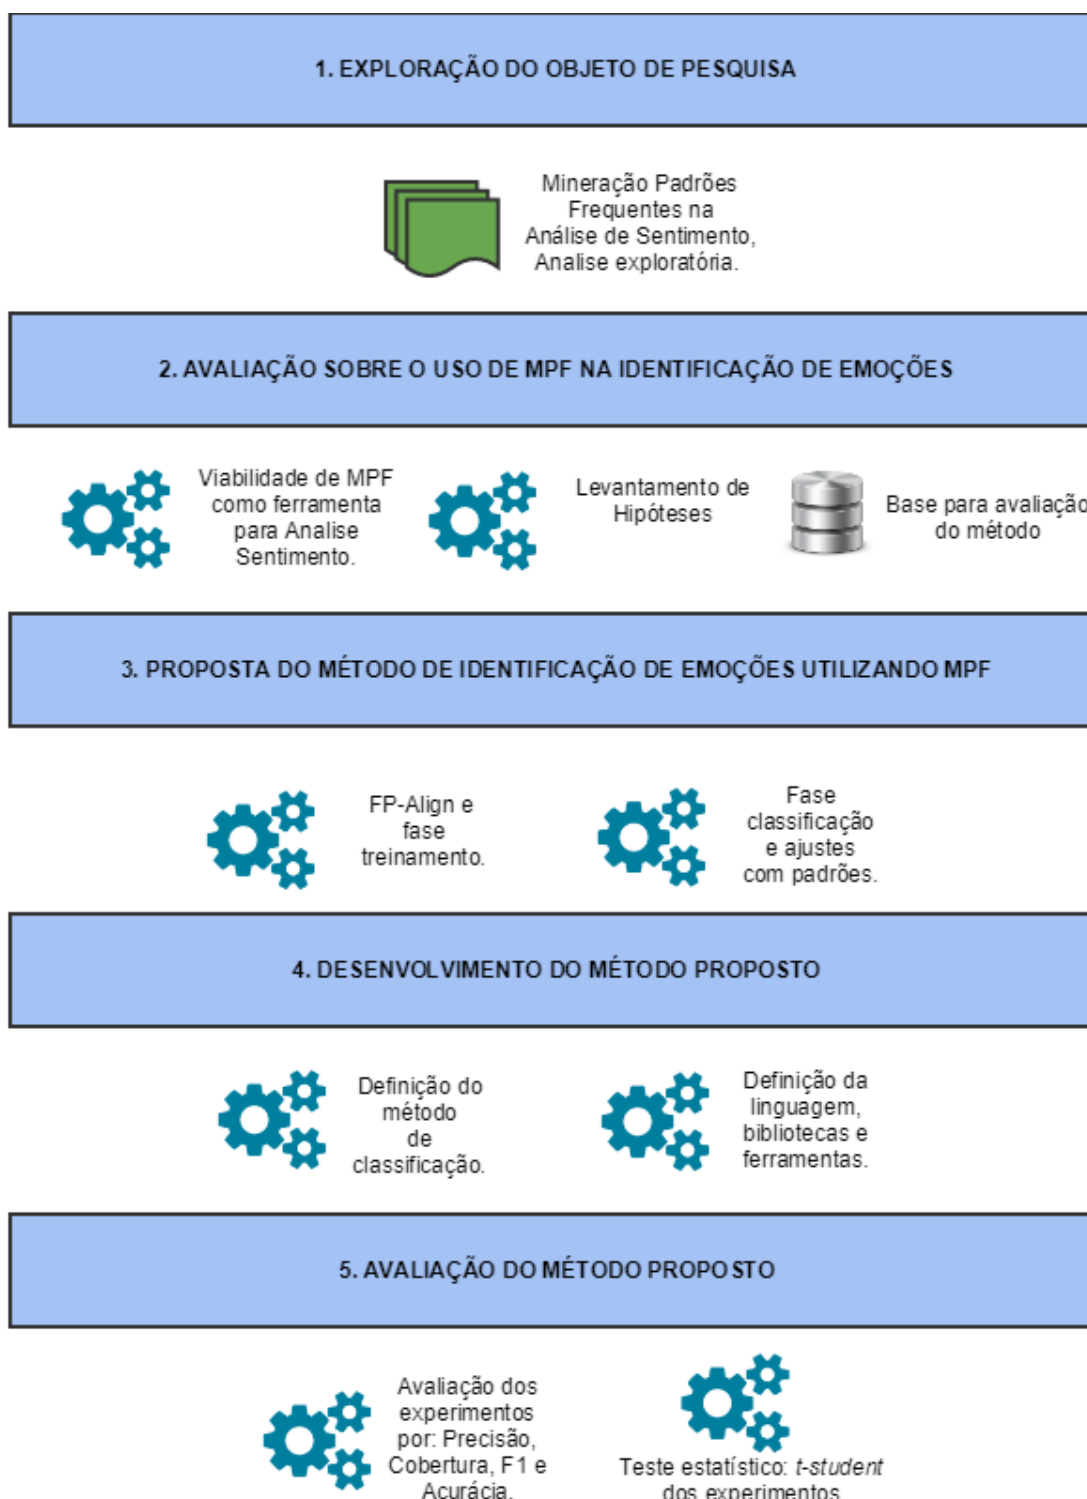 1. EXPLORAÇÃO DO OBJETO DE PESQUISA
Mineração Padrões
Frequentes na
Análise de Sentimento,
Analise exploratória.
2. AVALIAÇÃO SOBRE O USO DE MPF NA IDENTIFICAÇÃO DE EMOÇÕES
Viabilidade de MPF
como ferramenta
para Analise
Sentimento.
Levantamento de
Hipóteses
Base para avaliação
do método
3. PROPOSTA DO MÉTODO DE IDENTIFICAÇÃO DE EMOÇÕES UTILIZANDO MPF
FP-Align e
fase
treinamento.
Fase
classificação
e ajustes
com padrões.
4. DESENVOLVIMENTO DO MÉTODO PROPOSTO
Definição do
método
de
classificação.
Definição da
linguagem,
bibliotecas e
ferramentas.
5. AVALIAÇÃO DO MÉTODO PROPOSTO
Avaliação dos
experimentos
por: Precisão,
Cobertura, F1 e
Acurácia.
Teste estatístico: t-student
dos experimentos